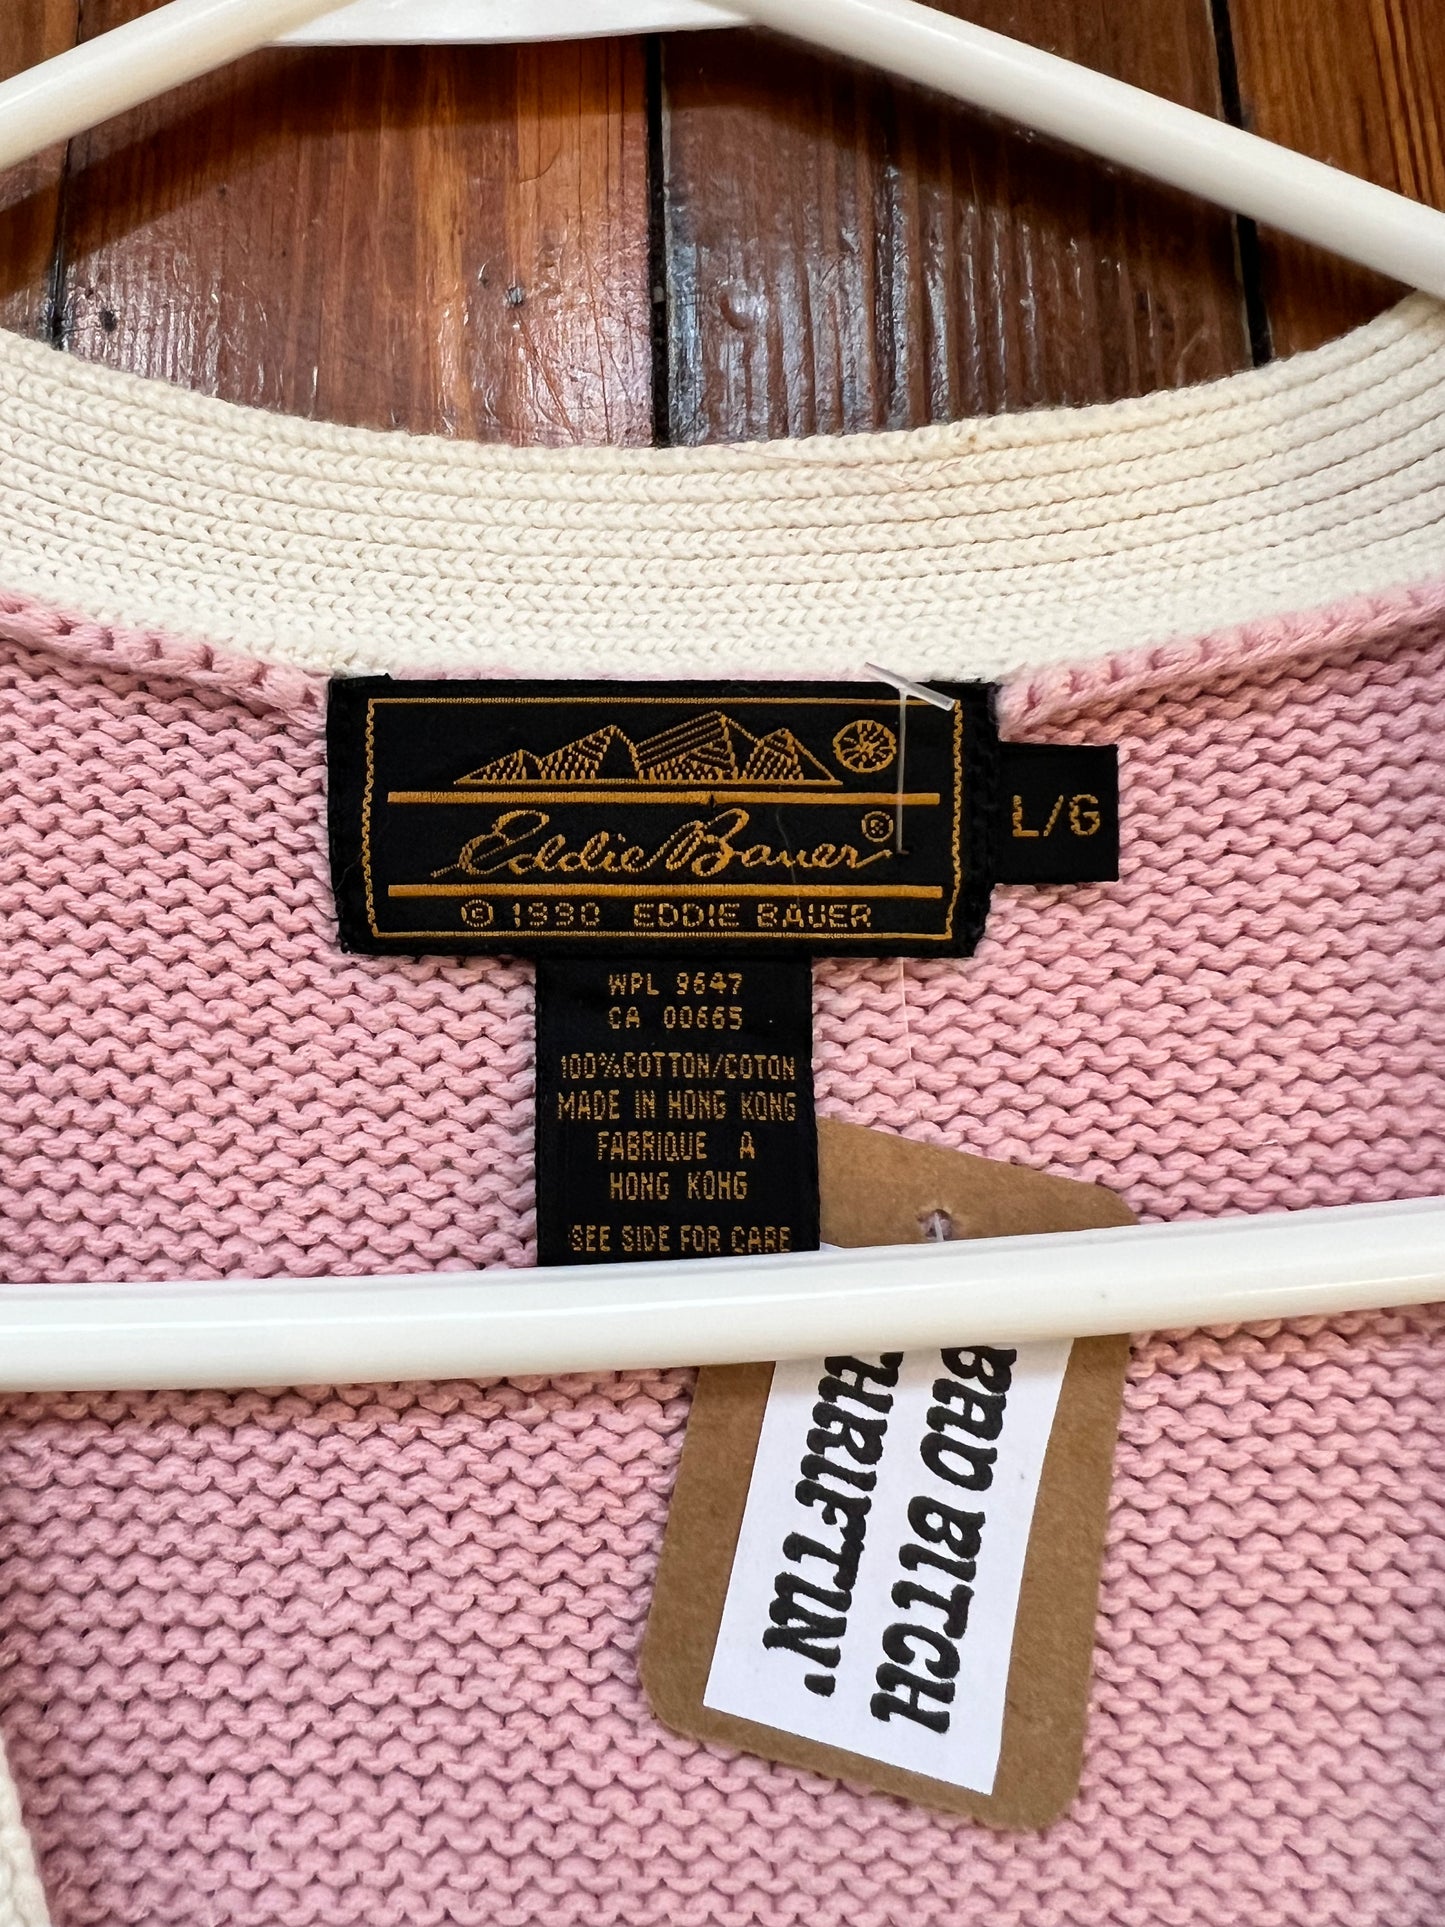 Eddie Bauer®
© 1990 EDDIE BAUER
L/G
WPL 9647
CA 00665
100%COTTON/COTON
MADE IN HONG KONG
FABRIQUE A
HONG KONG
SEE SIDE FOR CARE
BAD BITCH
THRIFTIN'